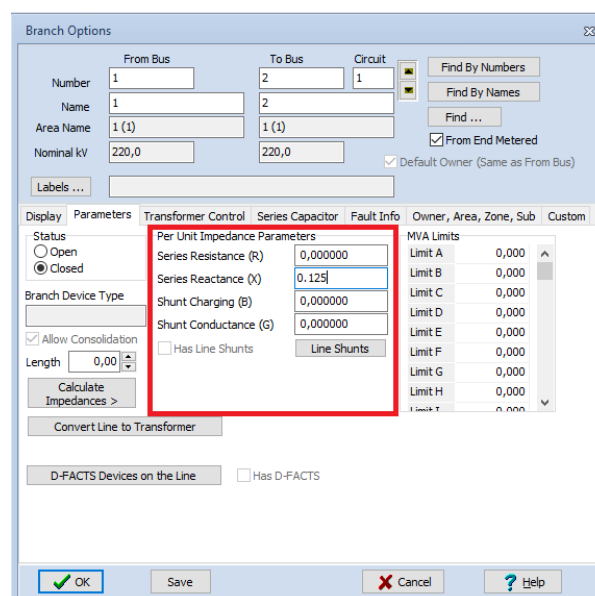 Branch Options
From Bus To Bus Circuit
Number 1 2 1 Find By Numbers
Find By Names
Name 1 2
Find ...
Area Name 1 (1) 1 (1)
From End Metered
Nominal kV 220,0 220,0
Default Owner (Same as From Bus)
Labels ...
Display Parameters Transformer Control Series Capacitor Fault Info Owner, Area, Zone, Sub Custom
Status
Open
Closed
Branch Device Type
Allow Consolidation
Length 0,00
Calculate
Impedances >
Per Unit Impedance Parameters
Series Resistance (R) 0,000000
Series Reactance (X) 0.125
Shunt Charging (B) 0,000000
Shunt Conductance (G) 0,000000
Has Line Shunts Line Shunts
MVA Limits
Limit A 0,000
Limit B 0,000
Limit C 0,000
Limit D 0,000
Limit E 0,000
Limit F 0,000
Limit G 0,000
Limit H 0,000
Limit I 0,000
Convert Line to Transformer
D-FACTS Devices on the Line Has D-FACTS
OK Save Cancel Help